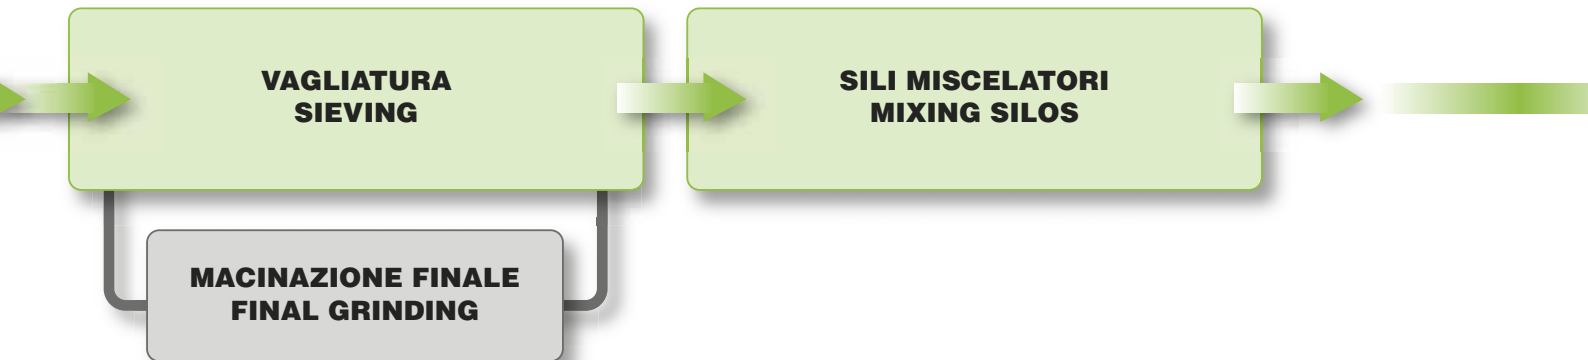 VAGLIATURA
SIEVING
SILI MISCELATORI
MIXING SILOS
MACINAZIONE FINALE
FINAL GRINDING